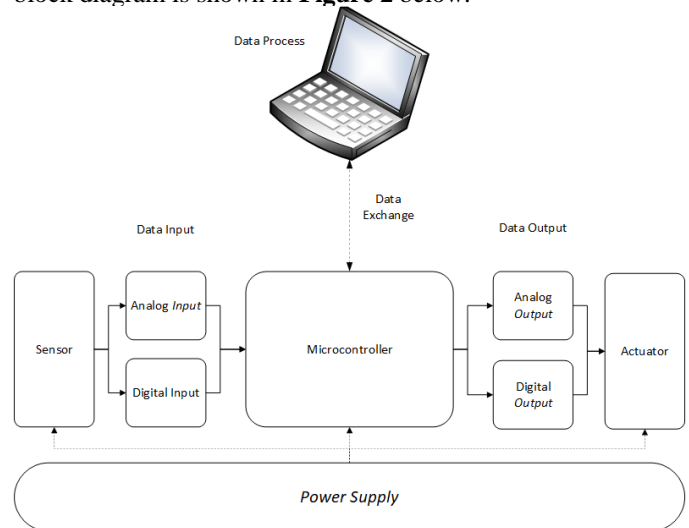 block diagram is shown in Figure 2 below.
Data Process
Data
Exchange
Data Input
Data Output
Sensor
Analog Input
Digital Input
Microcontroller
Analog
Output
Digital
Output
Actuator
Power Supply